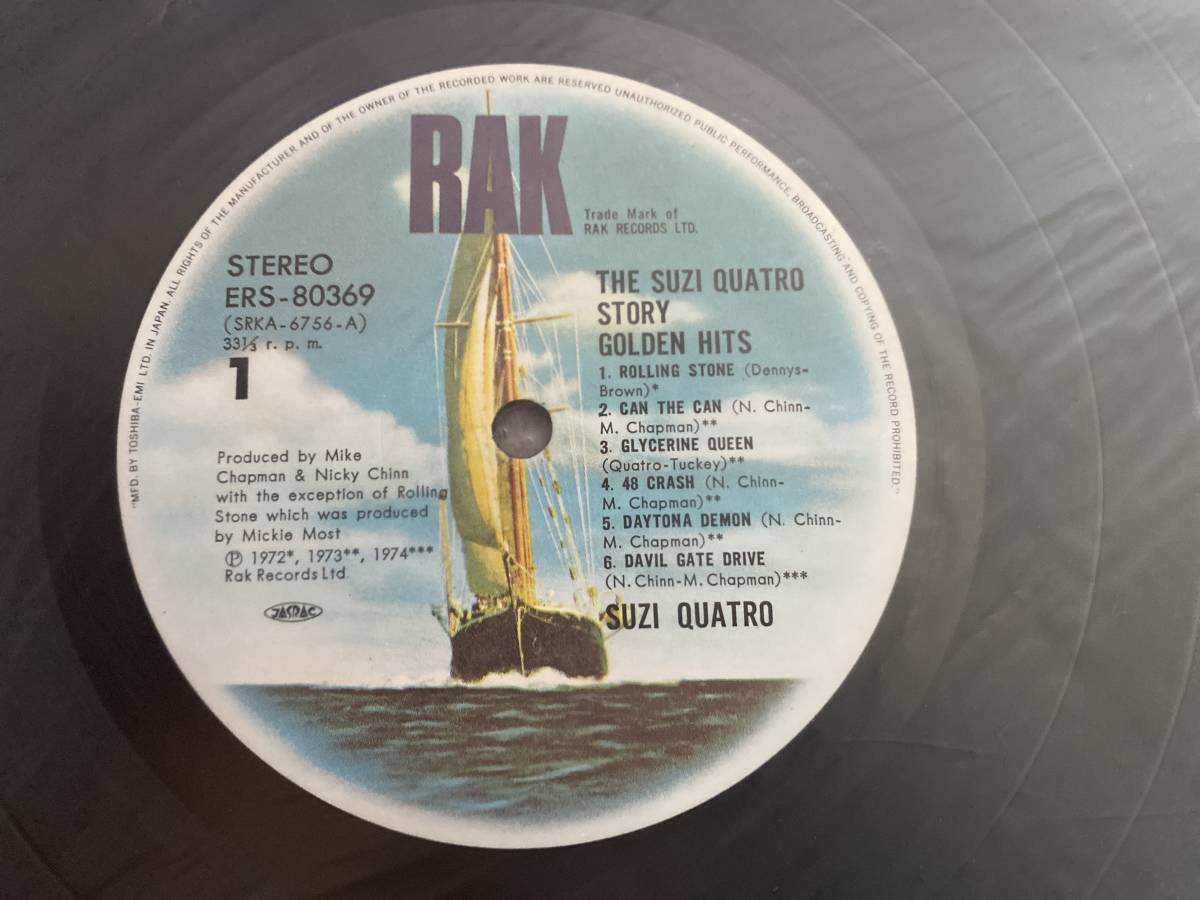 "MFD. BY TOSHIBA-EMI LTD. IN JAPAN. ALL RIGHTS OF THE MANUFACTURER AND OF THE OWNER OF THE RECORDED WORK ARE RESERVED UNAUTHORIZED PUBLIC PERFORMANCE, BROADCASTING AND COPYING OF THE RECORD PROHIBITED."
RAK
Trade Mark of
RAK RECORDS LTD.
STEREO
ERS-80369
(SRKA-6756-A)
33⅓ r. p. m.
1
Produced by Mike
Chapman & Nicky Chinn
with the exception of Rolling
Stone which was produced
by Mickie Most
Ⓟ 1972*, 1973**, 1974***
Rak Records Ltd.
JASRAC
THE SUZI QUATRO
STORY
GOLDEN HITS
1. ROLLING STONE (Dennys-
Brown)*
2. CAN THE CAN (N. Chinn-
M. Chapman)**
3. GLYCERINE QUEEN
(Quatro-Tuckey)**
4. 48 CRASH (N. Chinn-
M. Chapman)**
5. DAYTONA DEMON (N. Chinn-
M. Chapman)**
6. DAVIL GATE DRIVE
(N. Chinn-M. Chapman)***
SUZI QUATRO